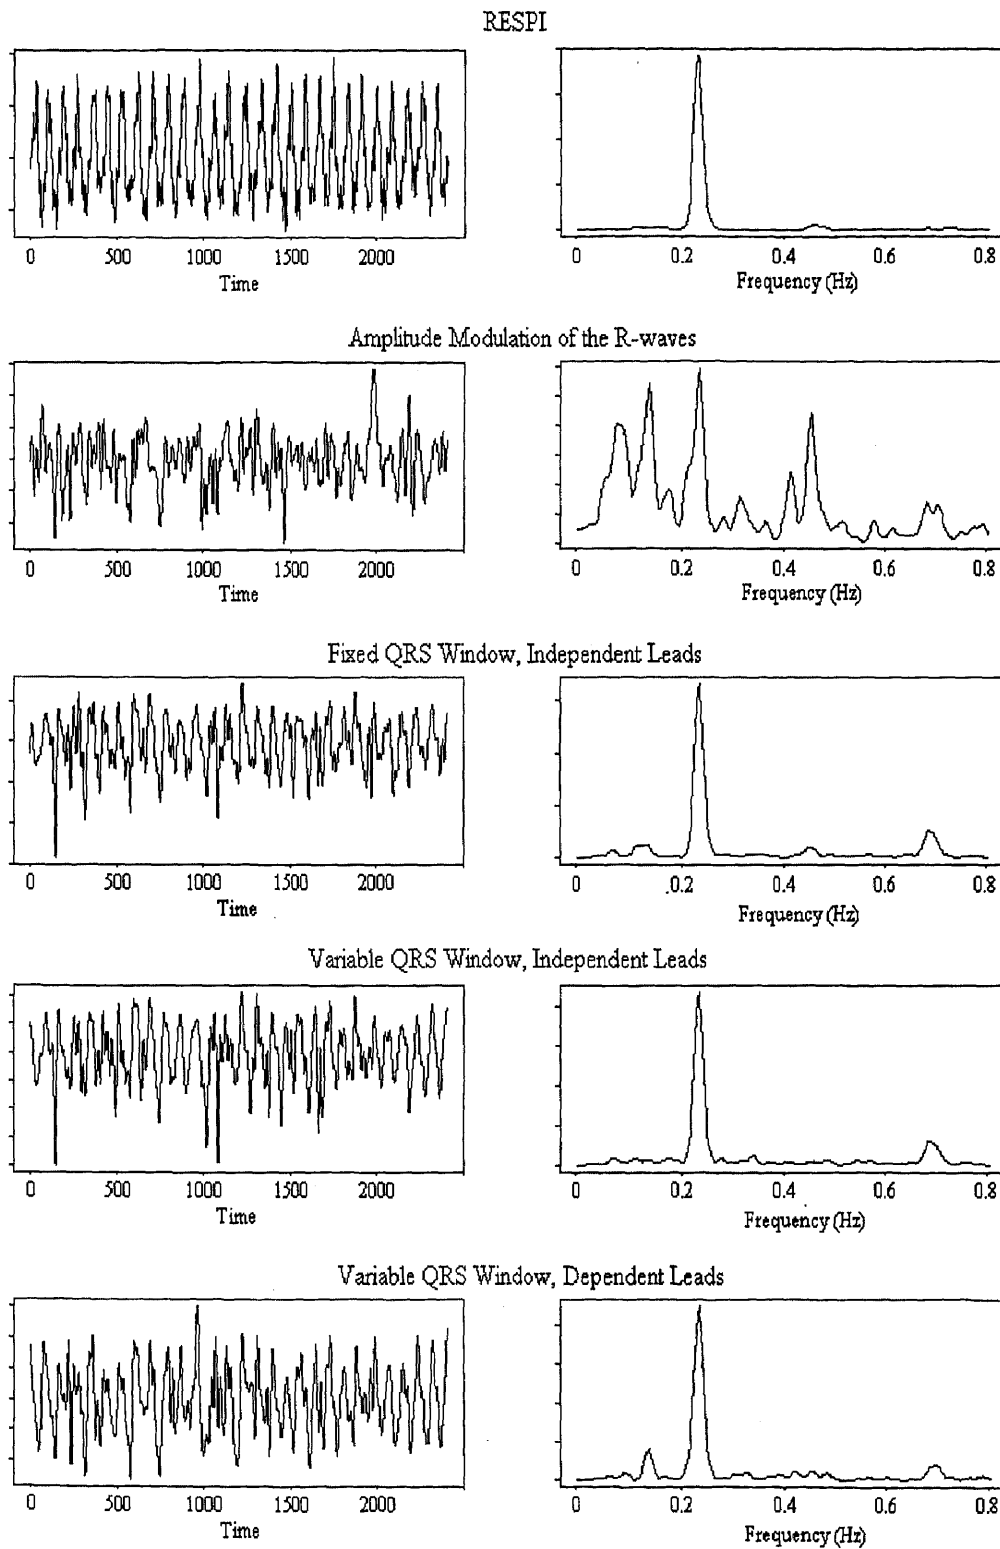 RESPI
0 500 1000 1500 2000
Time
0 0.2 0.4 0.6 0.8
Frequency (Hz)
Amplitude Modulation of the R-waves
0 500 1000 1500 2000
Time
0 0.2 0.4 0.6 0.8
Frequency (Hz)
Fixed QRS Window, Independent Leads
0 500 1000 1500 2000
Time
0 0.2 0.4 0.6 0.8
Frequency (Hz)
Variable QRS Window, Independent Leads
0 500 1000 1500 2000
Time
0 0.2 0.4 0.6 0.8
Frequency (Hz)
Variable QRS Window, Dependent Leads
0 500 1000 1500 2000
Time
0 0.2 0.4 0.6 0.8
Frequency (Hz)